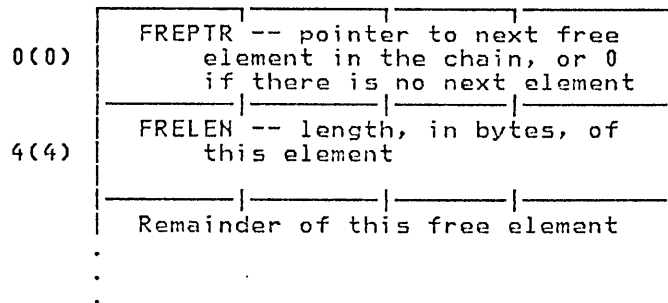 FREPTR -- pointer to next free
0(0) element in the chain, or 0
if there is no next element
FRELEN -- length, in bytes, of
4(4) this element
Remainder of this free element
.
.
.